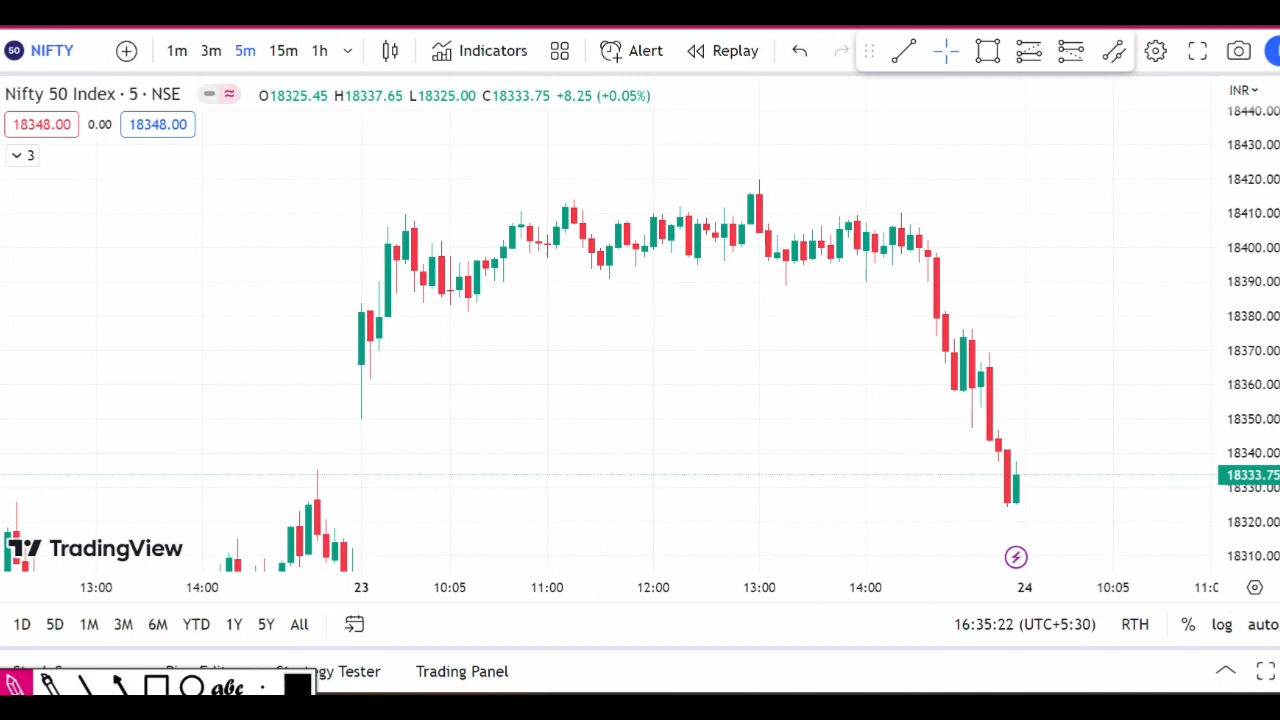 50 NIFTY 1m 3m 5m 15m 1h Indicators Alert Replay
Nifty 50 Index · 5 · NSE O18325.45 H18337.65 L18325.00 C18333.75 +8.25 (+0.05%) INR
18348.00 0.00 18348.00
3
18440.00
18430.00
18420.00
18410.00
18400.00
18390.00
18380.00
18370.00
18360.00
18350.00
18340.00
18333.75
18330.00
18320.00
18310.00
TradingView
13:00 14:00 23 10:05 11:00 12:00 13:00 14:00 24 10:05 11:0
1D 5D 1M 3M 6M YTD 1Y 5Y All 16:35:22 (UTC+5:30) RTH % log auto
Tester Trading Panel
abc